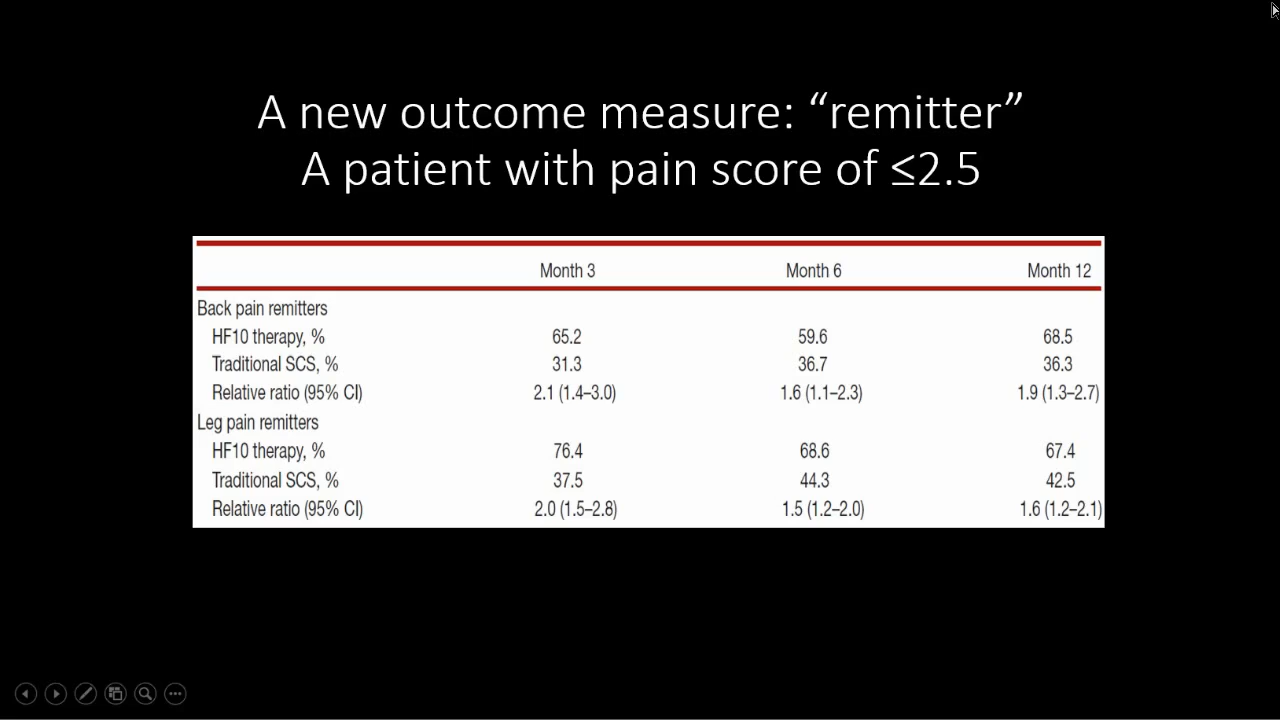 A new outcome measure: “remitter”
A patient with pain score of ≤2.5
Month 3 Month 6 Month 12
Back pain remitters
HF10 therapy, % 65.2 59.6 68.5
Traditional SCS, % 31.3 36.7 36.3
Relative ratio (95% CI) 2.1 (1.4–3.0) 1.6 (1.1–2.3) 1.9 (1.3–2.7)
Leg pain remitters
HF10 therapy, % 76.4 68.6 67.4
Traditional SCS, % 37.5 44.3 42.5
Relative ratio (95% CI) 2.0 (1.5–2.8) 1.5 (1.2–2.0) 1.6 (1.2–2.1)